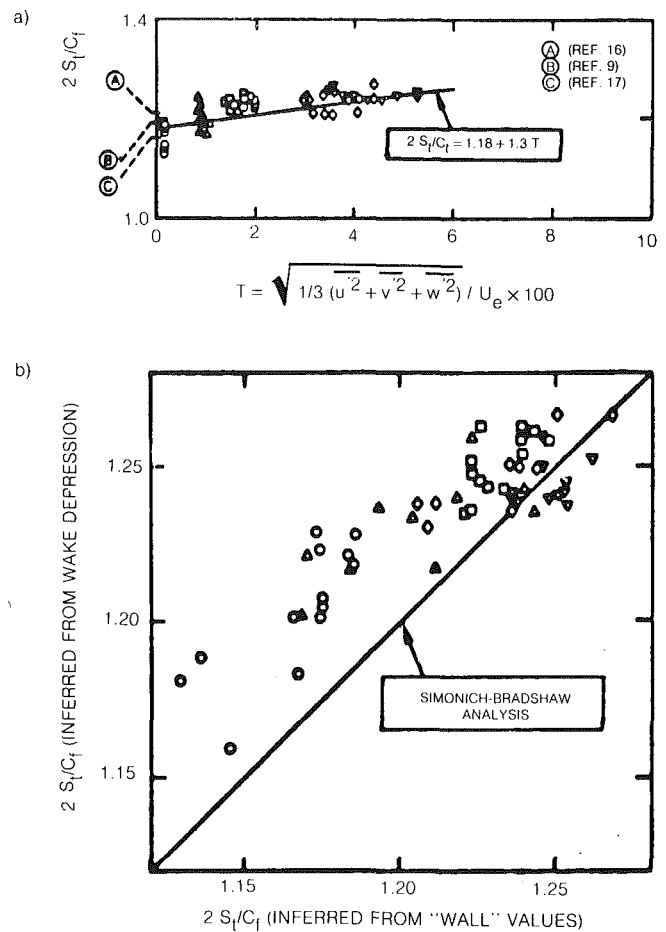 a)
1.4
2 St/Cf
1.0
A (REF. 16)
B (REF. 9)
C (REF. 17)
A
B
C
2 St/Cf = 1.18 + 1.3 T
0 2 4 6 8 10
T = √ 1/3 (u'2 + v'2 + w'2) / Ue × 100
b)
2 St/Cf (INFERRED FROM WAKE DEPRESSION)
1.25
1.20
1.15
SIMONICH-BRADSHAW
ANALYSIS
1.15 1.20 1.25
2 St/Cf (INFERRED FROM "WALL" VALUES)